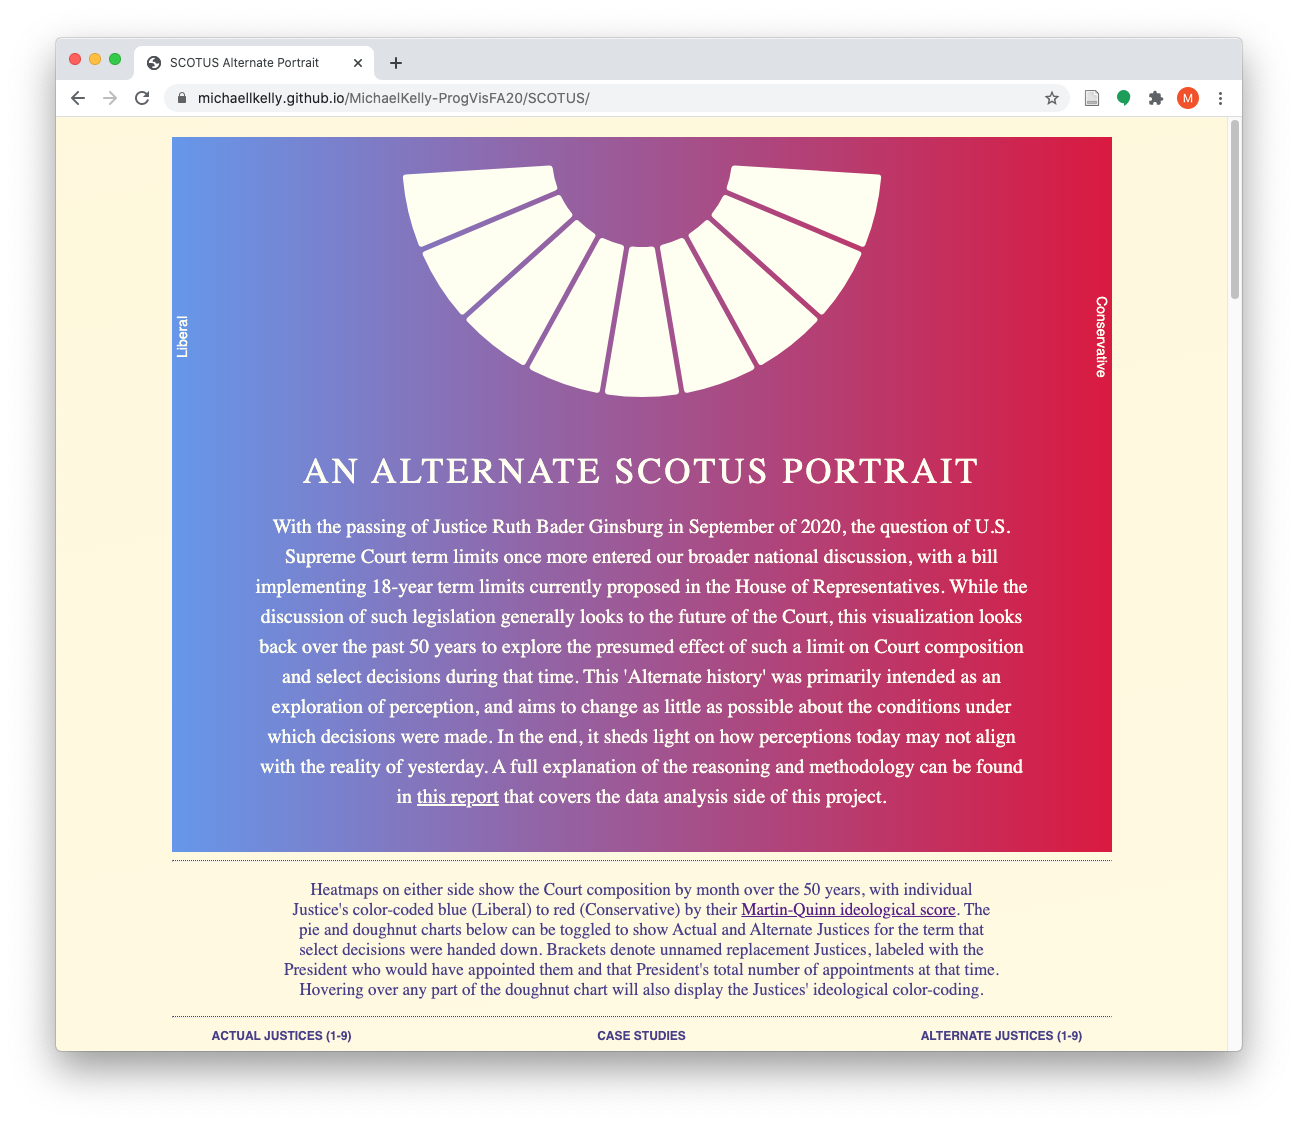 SCOTUS Alternate Portrait
michaellkelly.github.io/MichaelKelly-ProgVisFA20/SCOTUS/
M
Liberal
Conservative
AN ALTERNATE SCOTUS PORTRAIT
With the passing of Justice Ruth Bader Ginsburg in September of 2020, the question of U.S.
Supreme Court term limits once more entered our broader national discussion, with a bill
implementing 18-year term limits currently proposed in the House of Representatives. While the
discussion of such legislation generally looks to the future of the Court, this visualization looks
back over the past 50 years to explore the presumed effect of such a limit on Court composition
and select decisions during that time. This 'Alternate history' was primarily intended as an
exploration of perception, and aims to change as little as possible about the conditions under
which decisions were made. In the end, it sheds light on how perceptions today may not align
with the reality of yesterday. A full explanation of the reasoning and methodology can be found
in this report that covers the data analysis side of this project.
Heatmaps on either side show the Court composition by month over the 50 years, with individual
Justice's color-coded blue (Liberal) to red (Conservative) by their Martin-Quinn ideological score. The
pie and doughnut charts below can be toggled to show Actual and Alternate Justices for the term that
select decisions were handed down. Brackets denote unnamed replacement Justices, labeled with the
President who would have appointed them and that President's total number of appointments at that time.
Hovering over any part of the doughnut chart will also display the Justices' ideological color-coding.
ACTUAL JUSTICES (1-9)
CASE STUDIES
ALTERNATE JUSTICES (1-9)